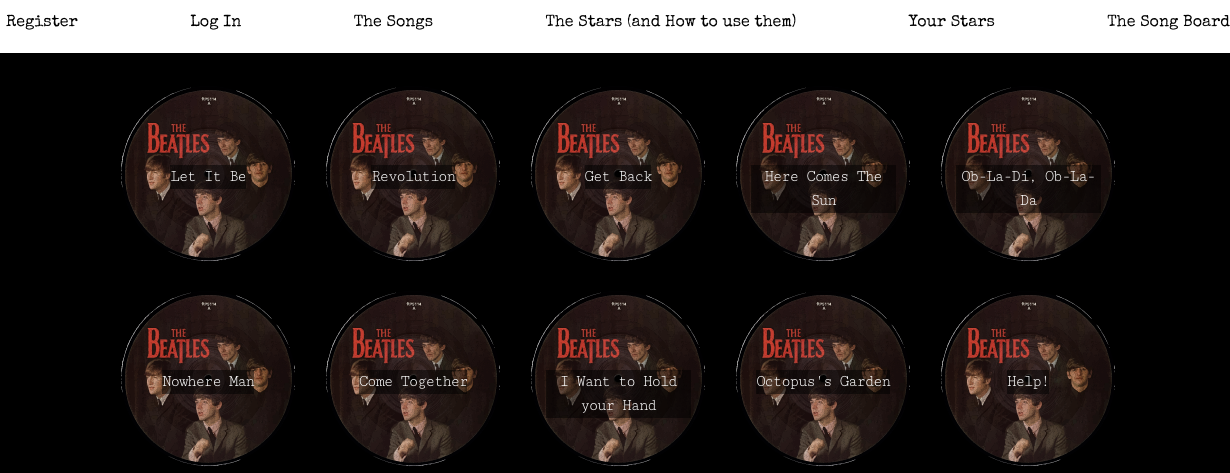 Register Log In The Songs The Stars (and How to use them) Your Stars The Song Board
THE BEATLES THE BEATLES THE BEATLES THE BEATLES THE BEATLES
Let It Be Revolution Get Back Here Comes The Ob-La-Di, Ob-La-
Sun Da
THE BEATLES THE BEATLES THE BEATLES THE BEATLES THE BEATLES
Nowhere Man Come Together I Want to Hold Octopus's Garden Help!
your Hand